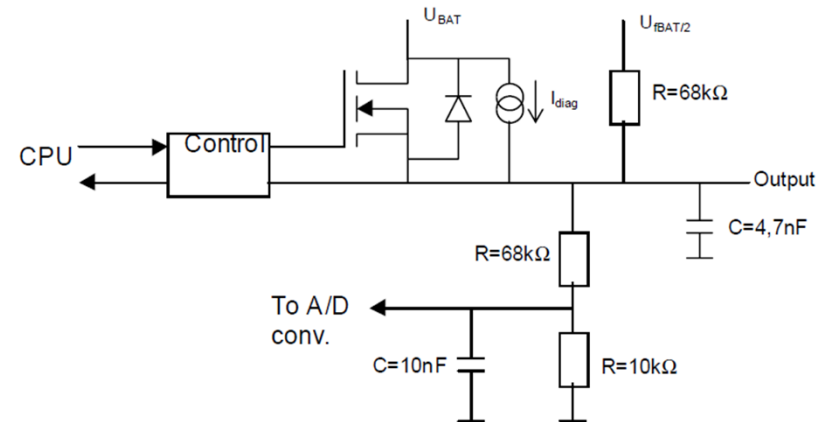 U_BAT
U_fBAT/2
I_diag
R=68kΩ
CPU
Control
Output
C=4,7nF
R=68kΩ
To A/D
conv.
C=10nF
R=10kΩ